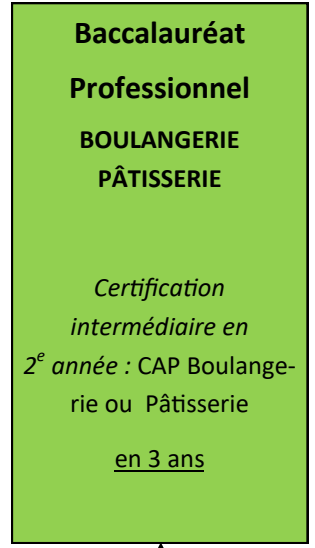 Baccalauréat
Professionnel
BOULANGERIE
PÂTISSERIE
Certification
intermédiaire en
2e année : CAP Boulange-
rie ou Pâtisserie
en 3 ans